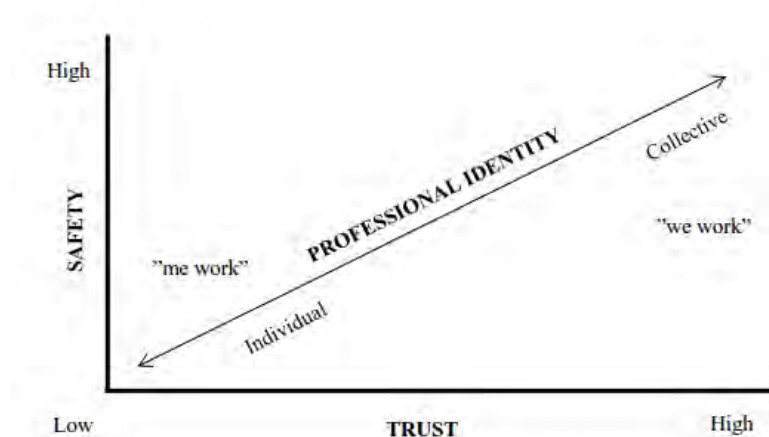 High
SAFETY
PROFESSIONAL IDENTITY
Collective
”me work”
”we work”
Individual
Low
TRUST
High